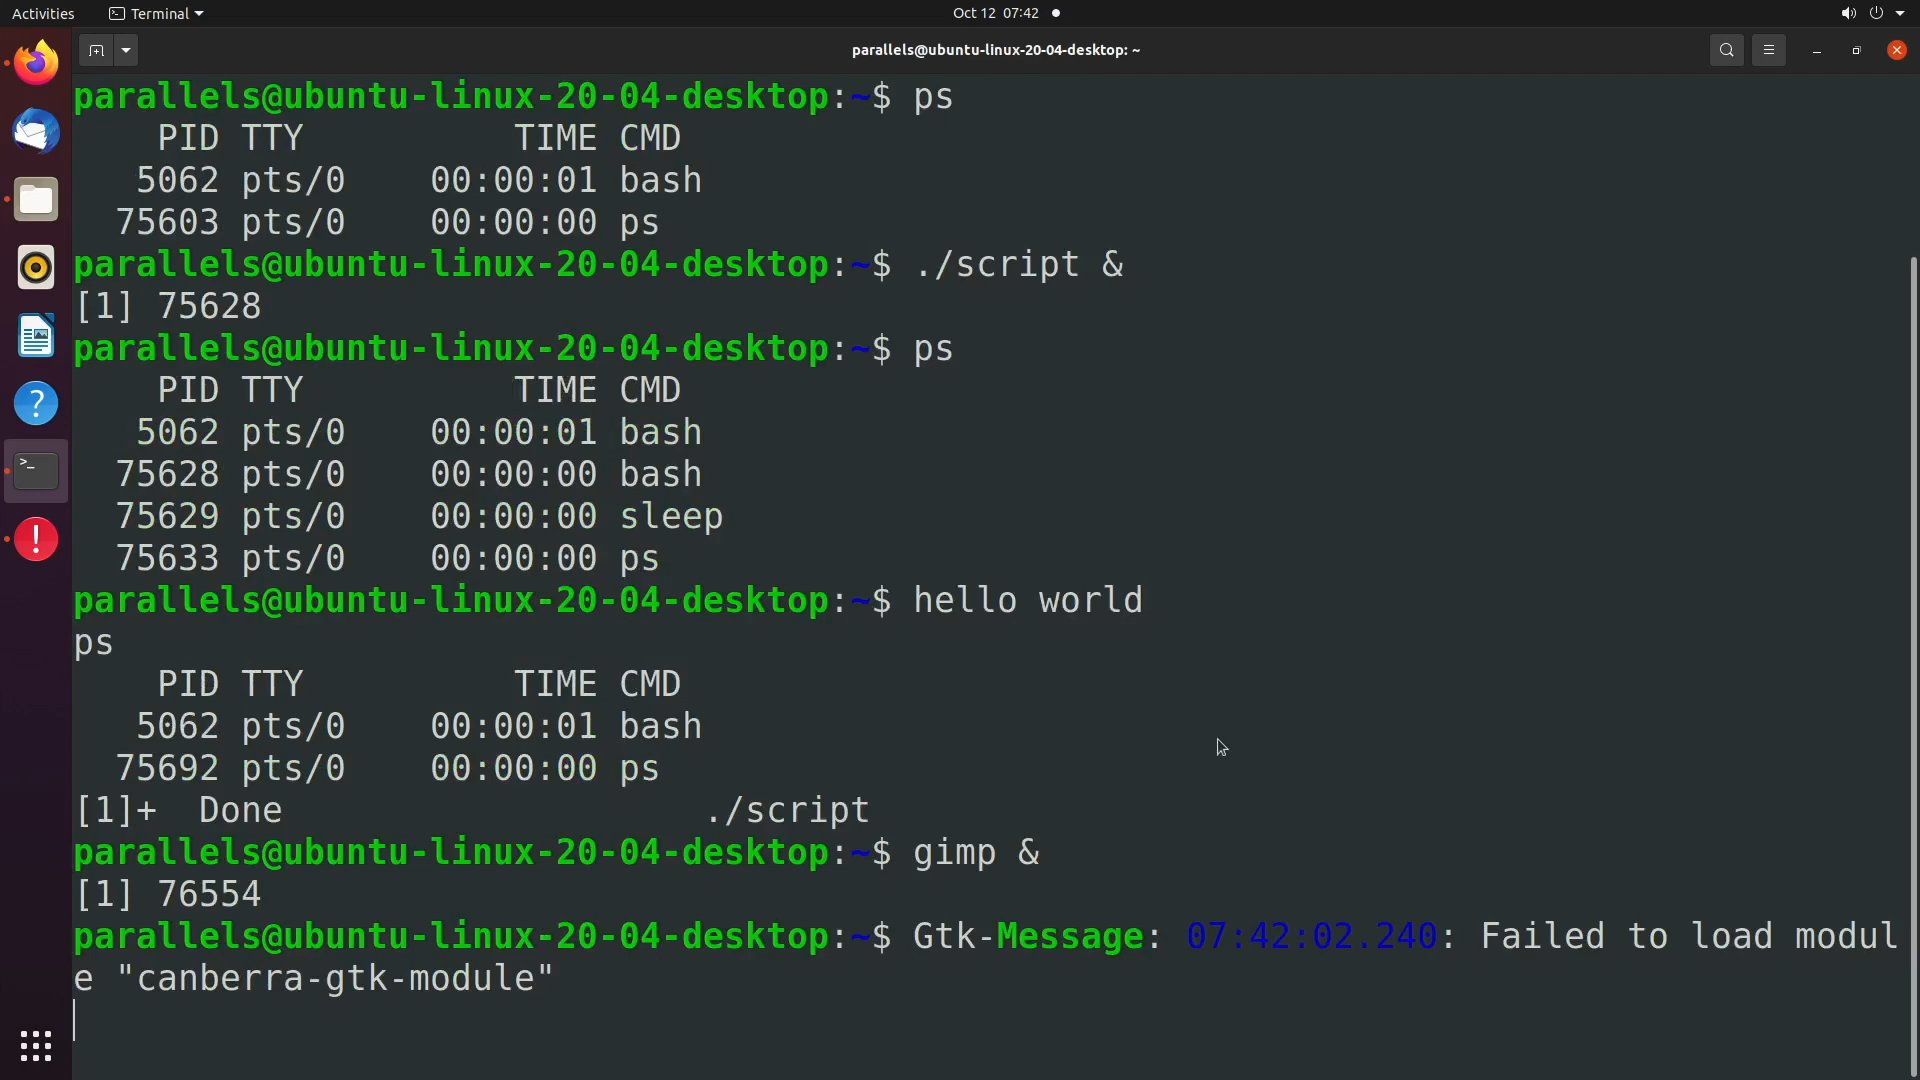 Activities Terminal Oct 12 07:42
parallels@ubuntu-linux-20-04-desktop: ~
parallels@ubuntu-linux-20-04-desktop:~$ ps
    PID TTY          TIME CMD
   5062 pts/0    00:00:01 bash
  75603 pts/0    00:00:00 ps
parallels@ubuntu-linux-20-04-desktop:~$ ./script &
[1] 75628
parallels@ubuntu-linux-20-04-desktop:~$ ps
    PID TTY          TIME CMD
   5062 pts/0    00:00:01 bash
  75628 pts/0    00:00:00 bash
  75629 pts/0    00:00:00 sleep
  75633 pts/0    00:00:00 ps
parallels@ubuntu-linux-20-04-desktop:~$ hello world
ps
    PID TTY          TIME CMD
   5062 pts/0    00:00:01 bash
  75692 pts/0    00:00:00 ps
[1]+  Done                    ./script
parallels@ubuntu-linux-20-04-desktop:~$ gimp &
[1] 76554
parallels@ubuntu-linux-20-04-desktop:~$ Gtk-Message: 07:42:02.240: Failed to load modul
e "canberra-gtk-module"